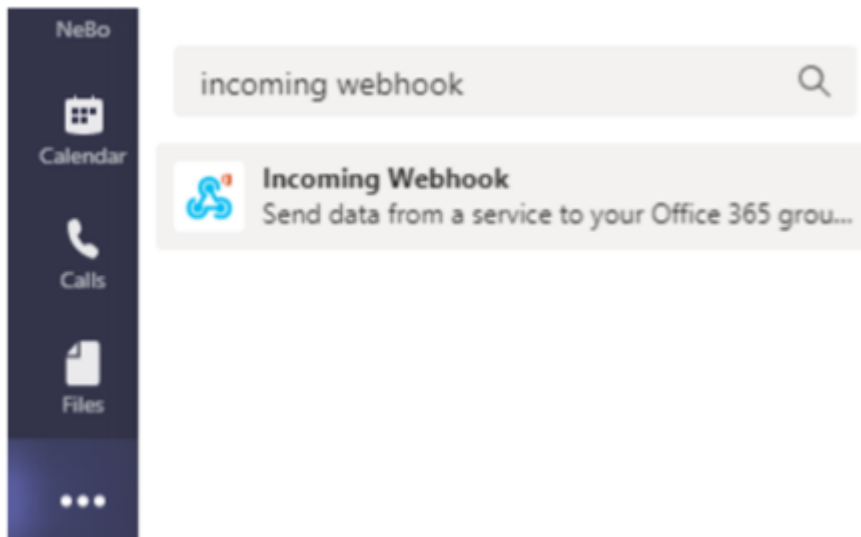 NeBo
Calendar
Calls
Files
incoming webhook
Incoming Webhook
Send data from a service to your Office 365 grou...